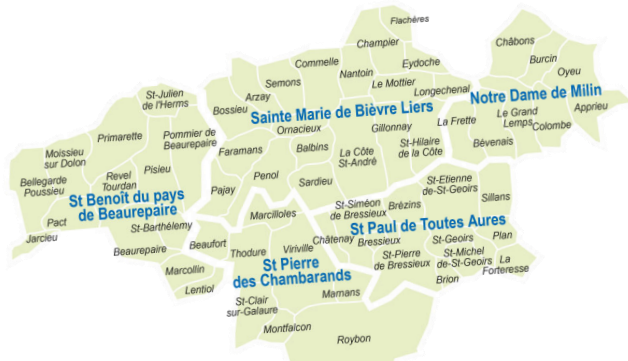 Flachères
Champier
Châbons
Commelle
Eydoche
Burcin
Nantoin
Oyeu
Semons
Le Mottier
St-Julien
de l'Herms
Arzay
Longechenal
Notre Dame de Milin
Bossieu
Sainte Marie de Bièvre Liers
Apprieu
Le Grand
Lemps
La Frette
Colombe
Ornacieux
Gillonnay
Primarette
Pommier de
Beaurepaire
Bévenais
St-Hilaire
de la Côte
Balbins
Faramans
La Côte
St-André
Moissieu
sur Dolon
Pisieu
Penol
Revel
Tourdan
Sardieu
Bellegarde
Poussieu
Pajay
St-Etienne
de-St-Geoirs
St Benoît du pays
de Beaurepaire
Sillans
St-Siméon
de Bressieux
Brézins
Marcilloles
Pact
St-Barthélemy
St Paul de Toutes Aures
Jarcieu
Viriville
Châtenay
Bressieux
St-Geoirs
Plan
Beaufort
Beaurepaire
Thodure
St-Pierre
de Bressieux
St-Michel
de-St-Geoirs
La
Forteresse
St Pierre
des Chambarands
Marcollin
Brion
Lentiol
Marnans
St-Clair
sur-Galaure
Montfalcon
Roybon